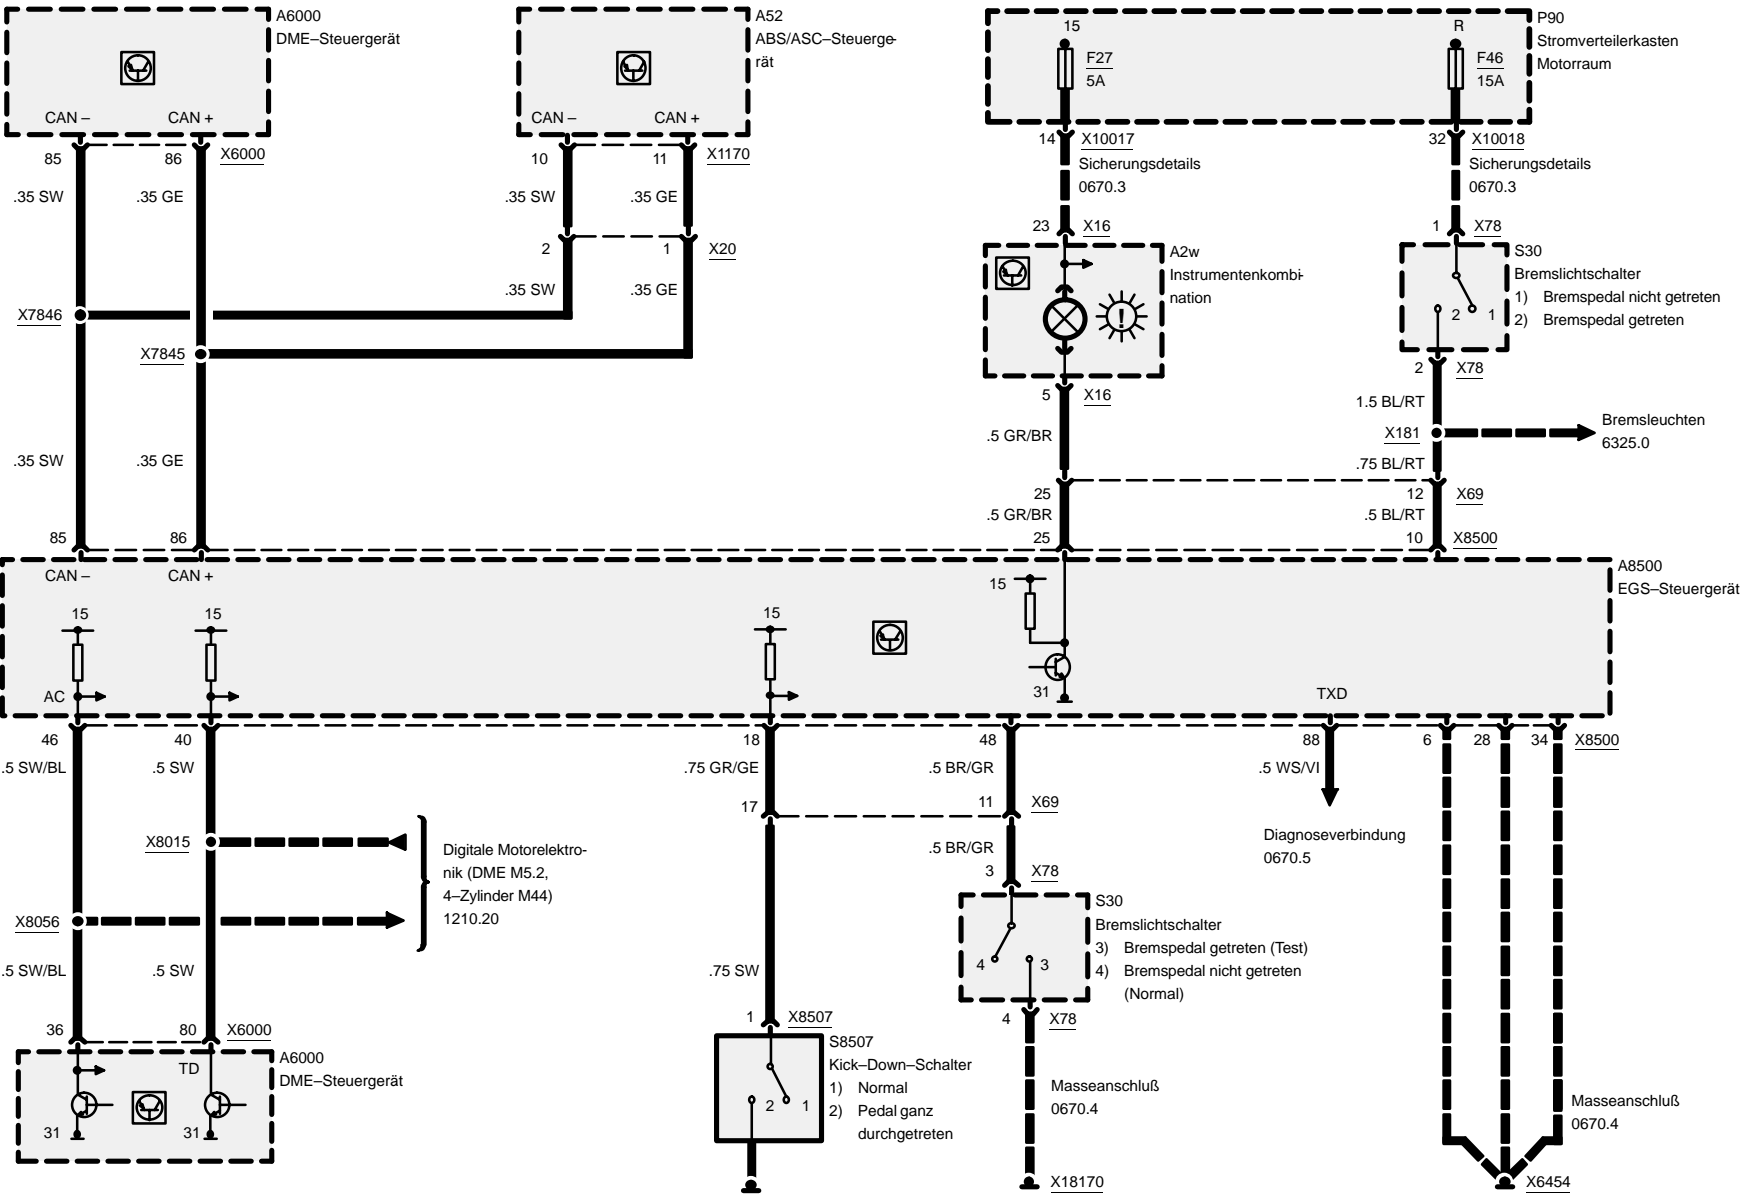 A6000
DME–Steuergerät
CAN –
CAN +
85
86
X6000
.35 SW
.35 GE
A52
ABS/ASC–Steuerge-
rät
CAN –
CAN +
10
11
X1170
.35 SW
.35 GE
2
1
X20
.35 SW
.35 GE
X7846
X7845
.35 SW
.35 GE
P90
Stromverteilerkasten
Motorraum
15
F27
5A
R
F46
15A
14
X10017
Sicherungsdetails
0670.3
32
X10018
Sicherungsdetails
0670.3
23
X16
A2w
Instrumentenkombi-
nation
!
5
X16
.5 GR/BR
1
X78
S30
Bremslichtschalter
1) Bremspedal nicht getreten
2) Bremspedal getreten
2
1
2
X78
1.5 BL/RT
X181
Bremsleuchten
6325.0
.75 BL/RT
25
12
X69
.5 GR/BR
.5 BL/RT
85
86
25
10
X8500
CAN –
CAN +
A8500
EGS–Steuergerät
15
15
15
15
AC
31
TXD
46
40
18
48
88
6
28
34
X8500
.5 SW/BL
.5 SW
.75 GR/GE
.5 BR/GR
.5 WS/VI
17
11
X69
X8015
X8056
Digitale Motorelektro-
nik (DME M5.2,
4–Zylinder M44)
1210.20
.5 BR/GR
3
X78
Diagnoseverbindung
0670.5
.5 SW/BL
.5 SW
.75 SW
S30
Bremslichtschalter
3) Bremspedal getreten (Test)
4) Bremspedal nicht getreten
(Normal)
4
3
4
X78
36
80
X6000
A6000
DME–Steuergerät
TD
31
31
1
X8507
S8507
Kick–Down–Schalter
1) Normal
2) Pedal ganz
durchgetreten
2
1
Masseanschluß
0670.4
X18170
Masseanschluß
0670.4
X6454